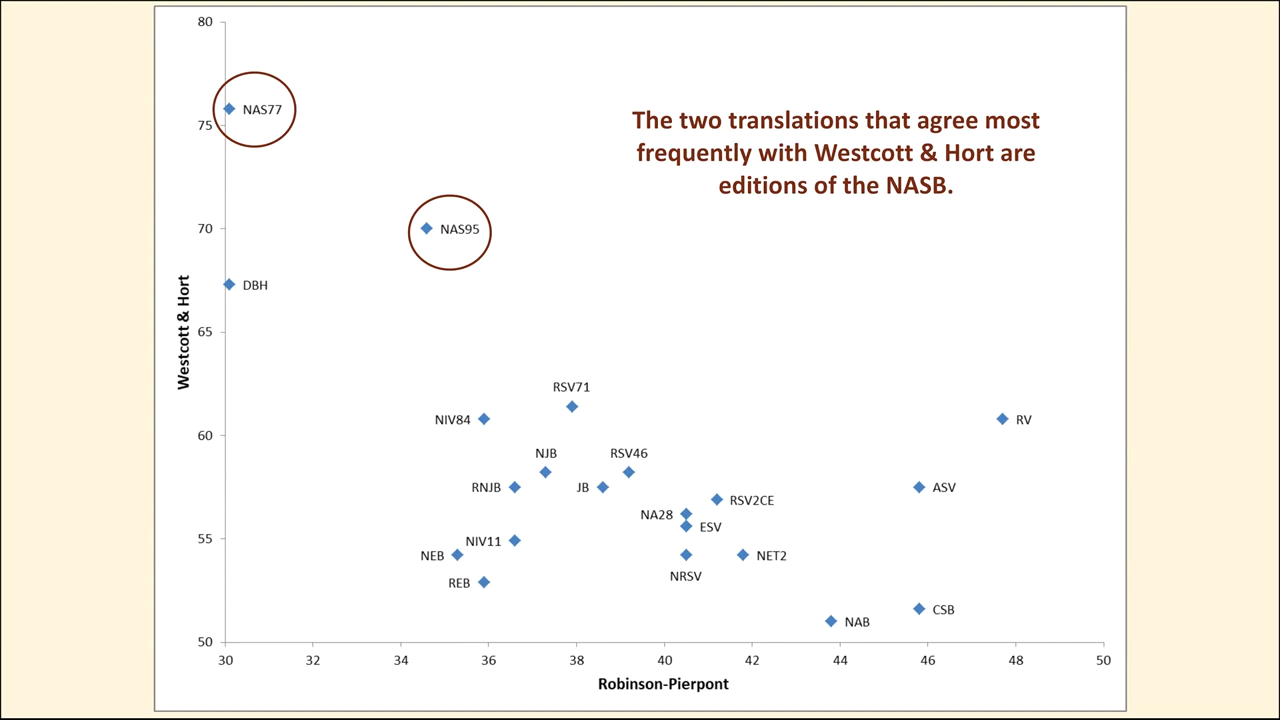 80
NAS77
75
The two translations that agree most
frequently with Westcott & Hort are
editions of the NASB.
70
NAS95
DBH
Westcott & Hort
65
RSV71
NIV84
RV
60
NJB
RSV46
RNJB
JB
ASV
RSV2CE
NA28
ESV
55
NIV11
NEB
NET2
NRSV
REB
CSB
NAB
50
30 32 34 36 38 40 42 44 46 48 50
Robinson-Pierpont